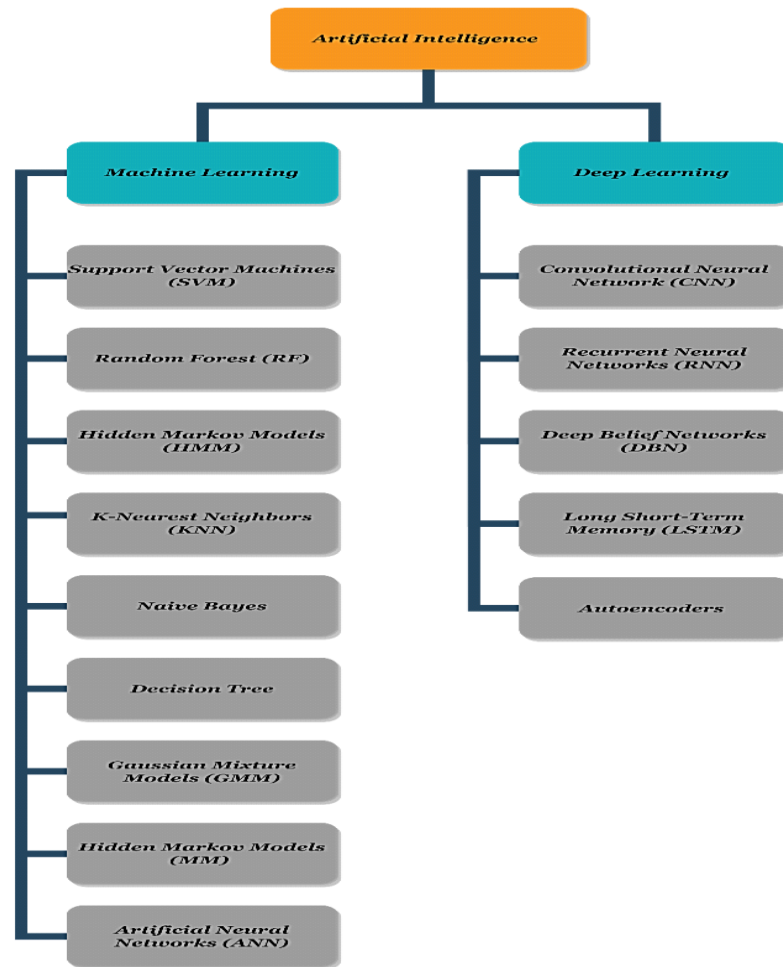 Artificial Intelligence
Machine Learning
Support Vector Machines
(SVM)
Random Forest (RF)
Hidden Markov Models
(HMM)
K-Nearest Neighbors
(KNN)
Naive Bayes
Decision Tree
Gaussian Mixture
Models (GMM)
Hidden Markov Models
(MM)
Artificial Neural
Networks (ANN)
Deep Learning
Convolutional Neural
Network (CNN)
Recurrent Neural
Networks (RNN)
Deep Belief Networks
(DBN)
Long Short-Term
Memory (LSTM)
Autoencoders